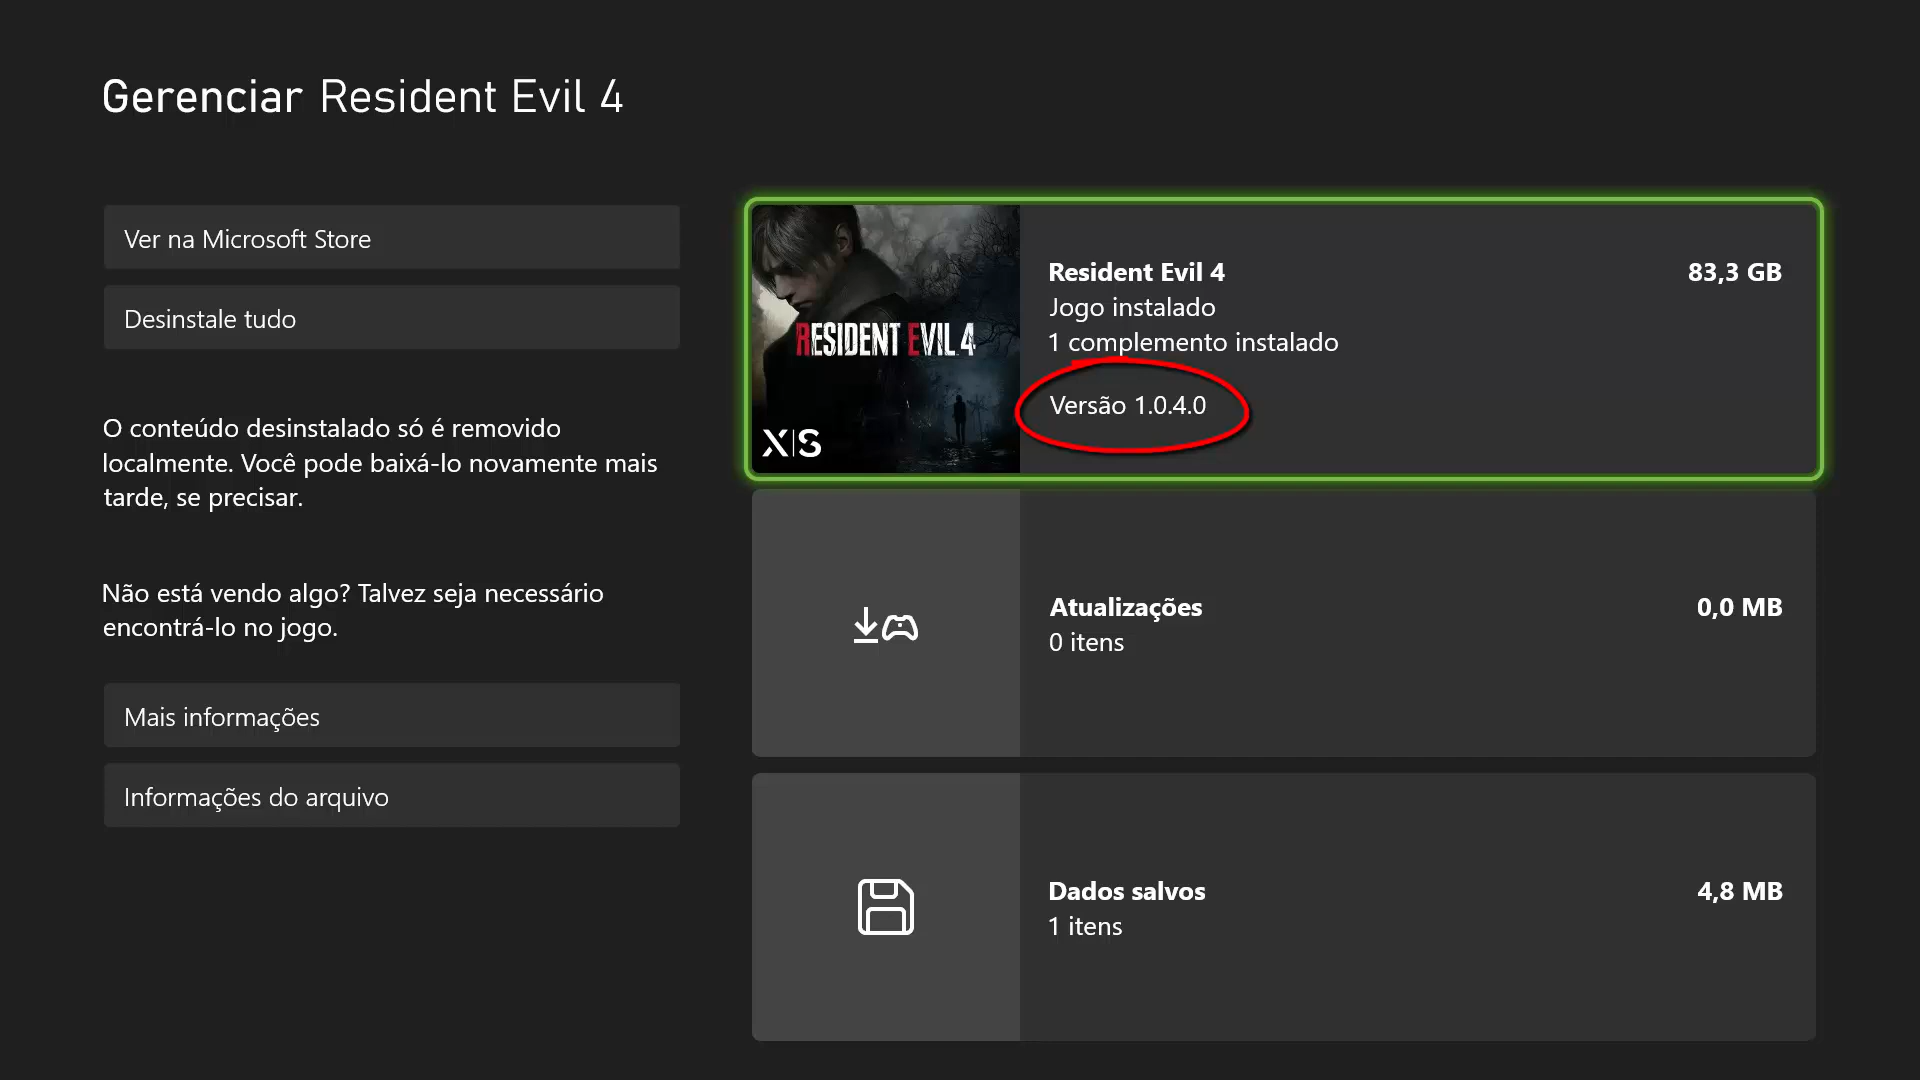 Gerenciar Resident Evil 4
Ver na Microsoft Store
Desinstale tudo
O conteúdo desinstalado só é removido
localmente. Você pode baixá-lo novamente mais
tarde, se precisar.
Não está vendo algo? Talvez seja necessário
encontrá-lo no jogo.
Mais informações
Informações do arquivo
RESIDENT EVIL 4
X|S
Resident Evil 4 83,3 GB
Jogo instalado
1 complemento instalado
Versão 1.0.4.0
Atualizações 0,0 MB
0 itens
Dados salvos 4,8 MB
1 itens